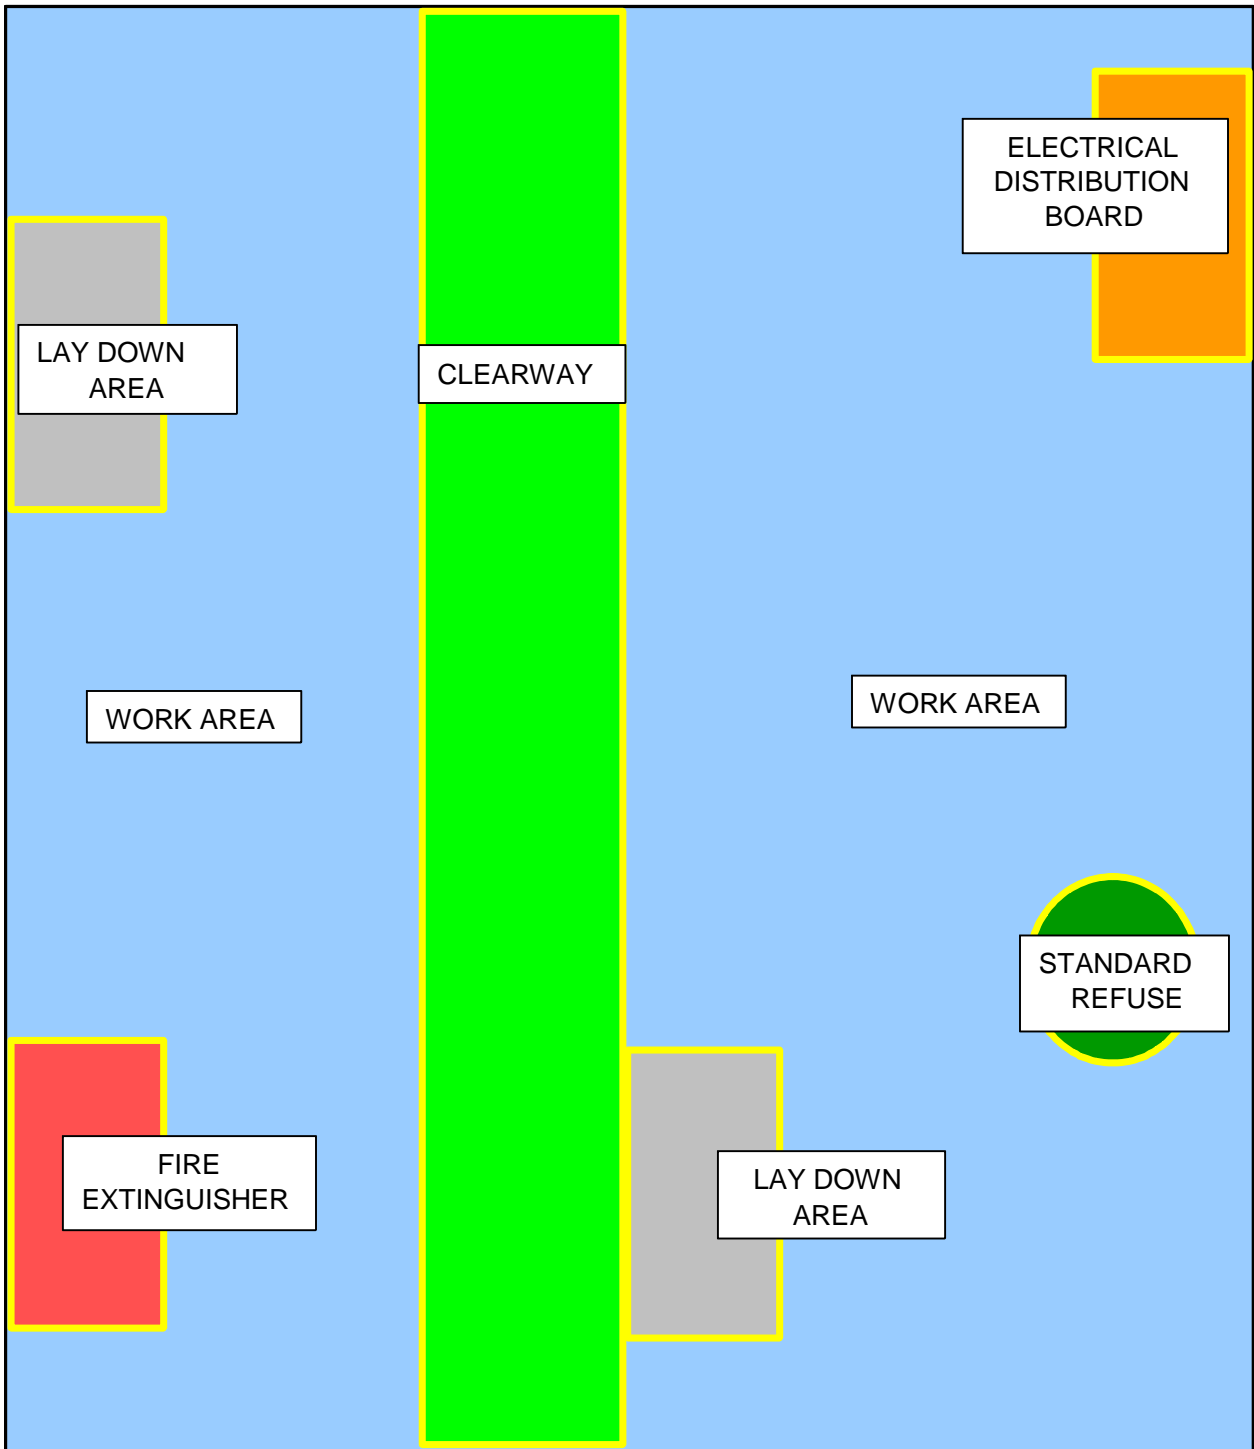 ELECTRICAL
DISTRIBUTION
BOARD
LAY DOWN
AREA
CLEARWAY
WORK AREA
WORK AREA
STANDARD
REFUSE
FIRE
EXTINGUISHER
LAY DOWN
AREA